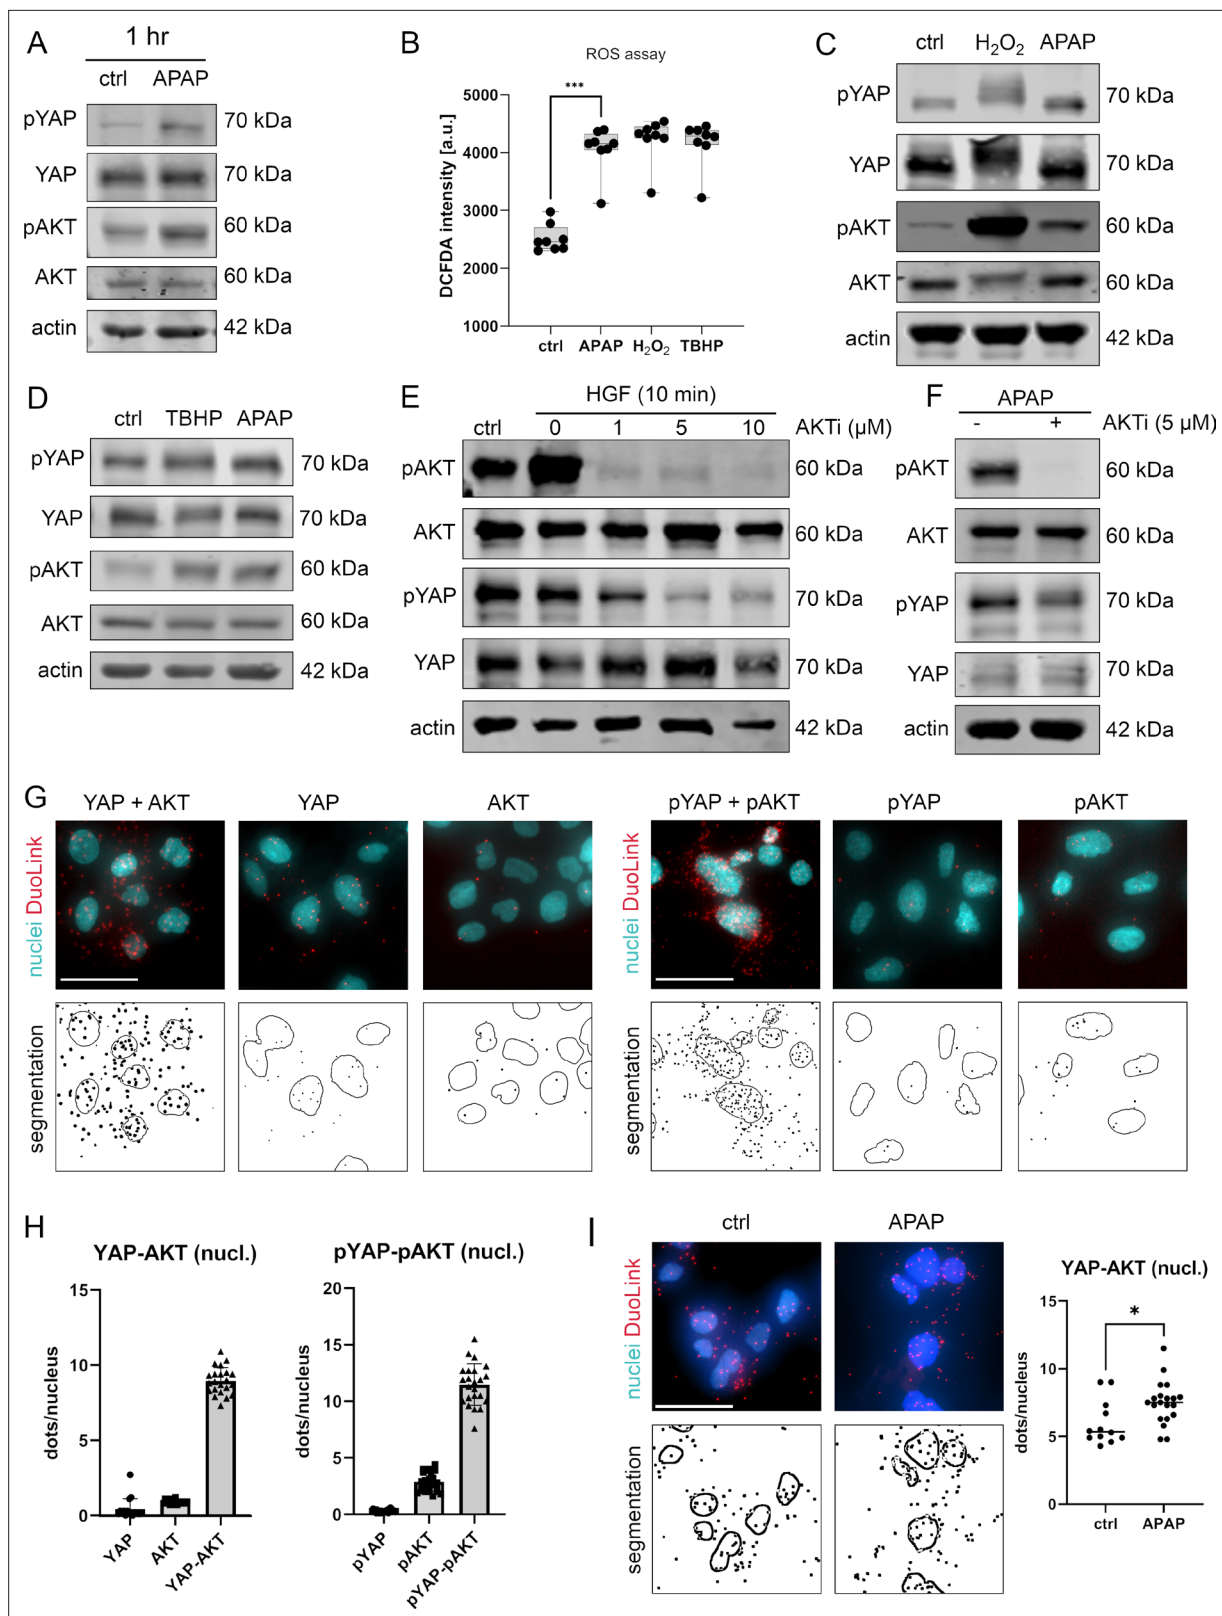 A
1 hr
ctrl APAP
pYAP 70 kDa
YAP 70 kDa
pAKT 60 kDa
AKT 60 kDa
actin 42 kDa
B
ROS assay
***
DCFDA intensity [a.u.]
5000
4000
3000
2000
1000
ctrl APAP H₂O₂ TBHP
C
ctrl H₂O₂ APAP
pYAP 70 kDa
YAP 70 kDa
pAKT 60 kDa
AKT 60 kDa
actin 42 kDa
D
ctrl TBHP APAP
pYAP 70 kDa
YAP 70 kDa
pAKT 60 kDa
AKT 60 kDa
actin 42 kDa
E
HGF (10 min)
ctrl 0 1 5 10 AKTi (µM)
pAKT 60 kDa
AKT 60 kDa
pYAP 70 kDa
YAP 70 kDa
actin 42 kDa
F
APAP
- + AKTi (5 µM)
pAKT 60 kDa
AKT 60 kDa
pYAP 70 kDa
YAP 70 kDa
actin 42 kDa
G
YAP + AKT YAP AKT
nuclei DuoLink
segmentation
pYAP + pAKT pYAP pAKT
nuclei DuoLink
segmentation
H
YAP-AKT (nucl.)
dots/nucleus
15
10
5
0
YAP AKT YAP-AKT
pYAP-pAKT (nucl.)
dots/nucleus
20
15
10
5
0
pYAP pAKT pYAP-pAKT
I
ctrl APAP
nuclei DuoLink
segmentation
YAP-AKT (nucl.)
*
dots/nucleus
15
10
5
0
ctrl APAP